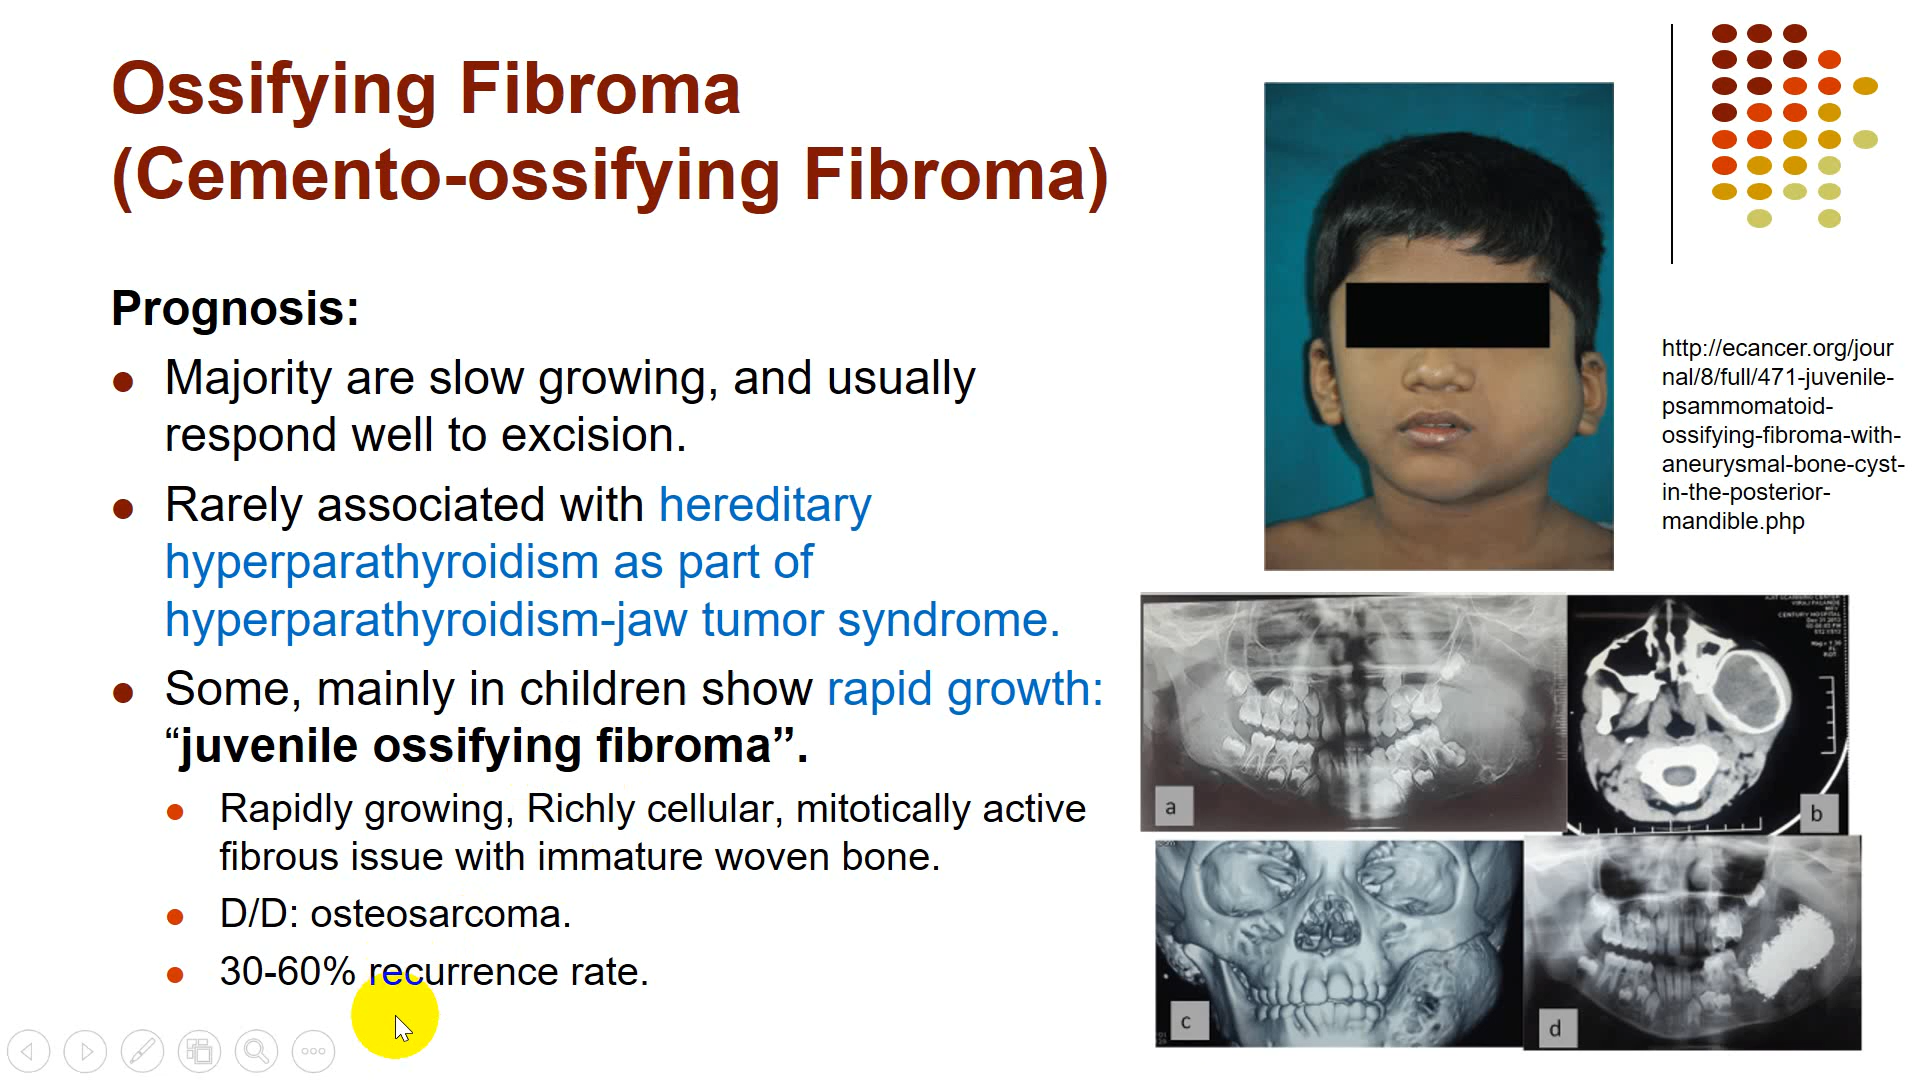 Ossifying Fibroma
(Cemento-ossifying Fibroma)
Prognosis:
Majority are slow growing, and usually
respond well to excision.
Rarely associated with hereditary
hyperparathyroidism as part of
hyperparathyroidism-jaw tumor syndrome.
Some, mainly in children show rapid growth:
“juvenile ossifying fibroma”.
Rapidly growing, Richly cellular, mitotically active
fibrous issue with immature woven bone.
D/D: osteosarcoma.
30-60% recurrence rate.
http://ecancer.org/jour
nal/8/full/471-juvenile-
psammomatoid-
ossifying-fibroma-with-
aneurysmal-bone-cyst-
in-the-posterior-
mandible.php
CENTURY HOSPITAL
a
b
c
d